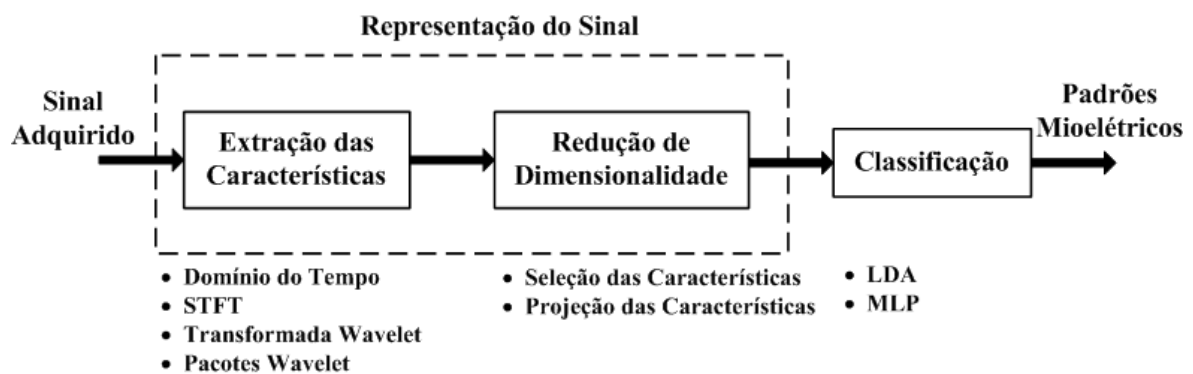 Representação do Sinal
Sinal
Adquirido
Extração das
Características
Redução de
Dimensionalidade
Classificação
Padrões
Mioelétricos
• Domínio do Tempo
• STFT
• Transformada Wavelet
• Pacotes Wavelet
• Seleção das Características
• Projeção das Características
• LDA
• MLP